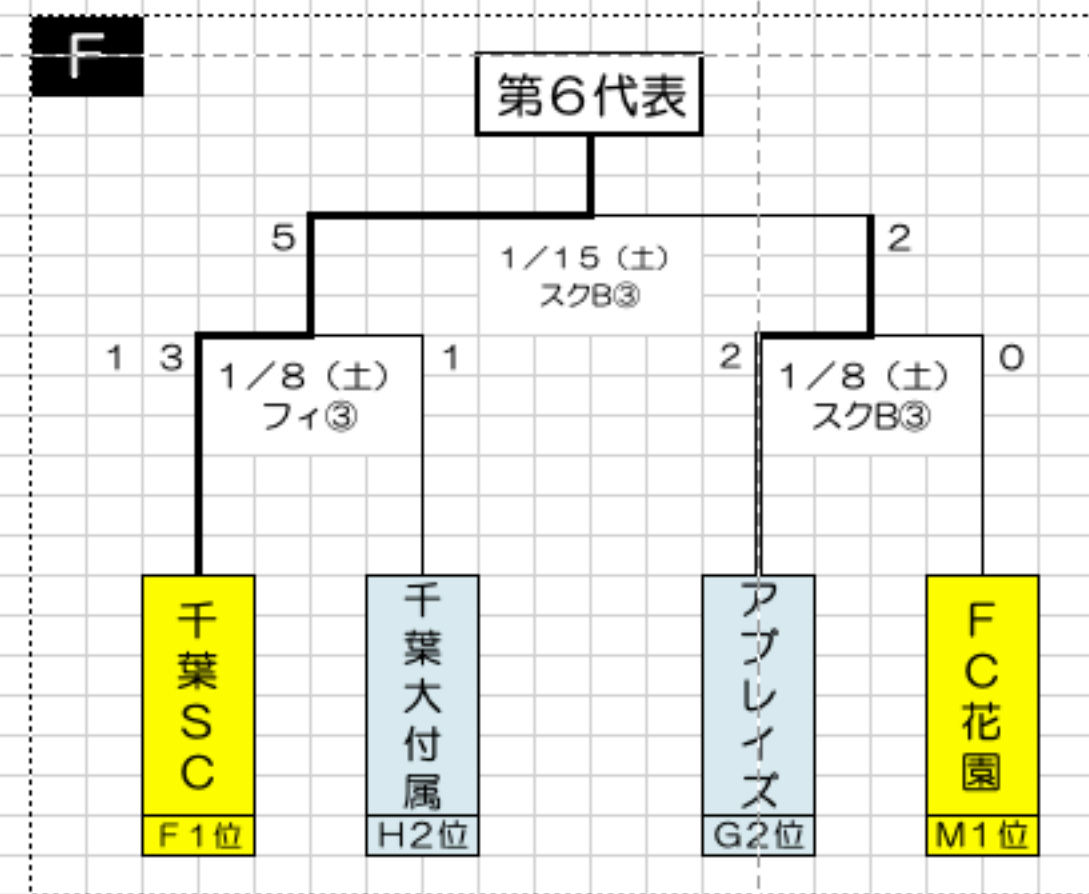 F
第6代表
5
2
1/15(土)
スクB③
1 3
1
2
0
1/8(土)
フィ③
1/8(土)
スクB③
千葉SC
千葉大付属
アブレイズ
FC花園
F1位
H2位
G2位
M1位